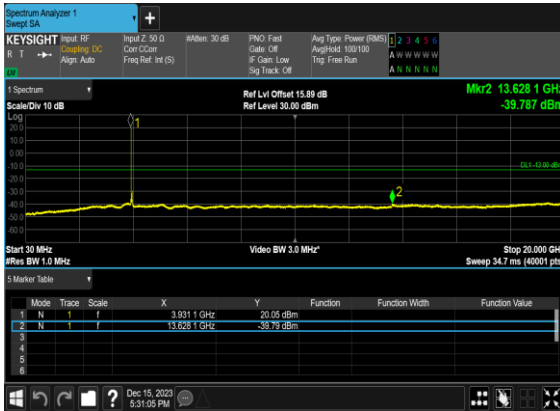 Spectrum Analyzer 1
Swept SA
KEYSIGHT
R T
Input: RF
Coupling: DC
Align: Auto
Input Z: 50 Ω
Corr CCorr
Freq Ref: Int (S)
#Atten: 30 dB
PNO: Fast
Gate: Off
IF Gain: Low
Sig Track: Off
Avg Type: Power (RMS)
Avg|Hold: 100/100
Trig: Free Run
1 2 3 4 5 6
A W W W W W
A N N N N N
1 Spectrum
Scale/Div 10 dB
Ref Lvl Offset 15.89 dB
Ref Level 30.00 dBm
Mkr2 13.628 1 GHz
-39.787 dBm
Log
20.0
10.0
0.00
-10.0
-20.0
-30.0
-40.0
-50.0
-60.0
1
2
DL1 -13.00 dBm
Start 30 MHz
#Res BW 1.0 MHz
Video BW 3.0 MHz*
Stop 20.000 GHz
Sweep 34.7 ms (40001 pts)
5 Marker Table
Mode Trace Scale X Y Function Function Width Function Value
1 N 1 f 3.931 1 GHz 20.05 dBm
2 N 1 f 13.628 1 GHz -39.79 dBm
3
4
5
6
Dec 15, 2023
5:31:05 PM